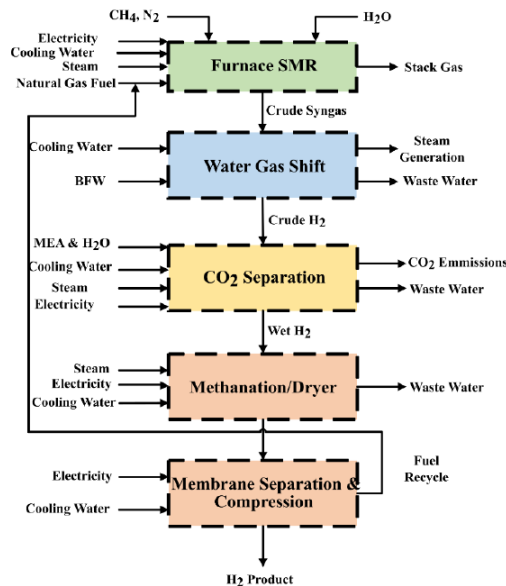 CH4, N2
H2O
Electricity
Cooling Water
Steam
Natural Gas Fuel
Furnace SMR
Stack Gas
Crude Syngas
Cooling Water
BFW
Water Gas Shift
Steam
Generation
Waste Water
Crude H2
MEA & H2O
Cooling Water
Steam
Electricity
CO2 Separation
CO2 Emmissions
Waste Water
Wet H2
Steam
Electricity
Cooling Water
Methanation/Dryer
Waste Water
Fuel
Recycle
Electricity
Cooling Water
Membrane Separation &
Compression
H2 Product